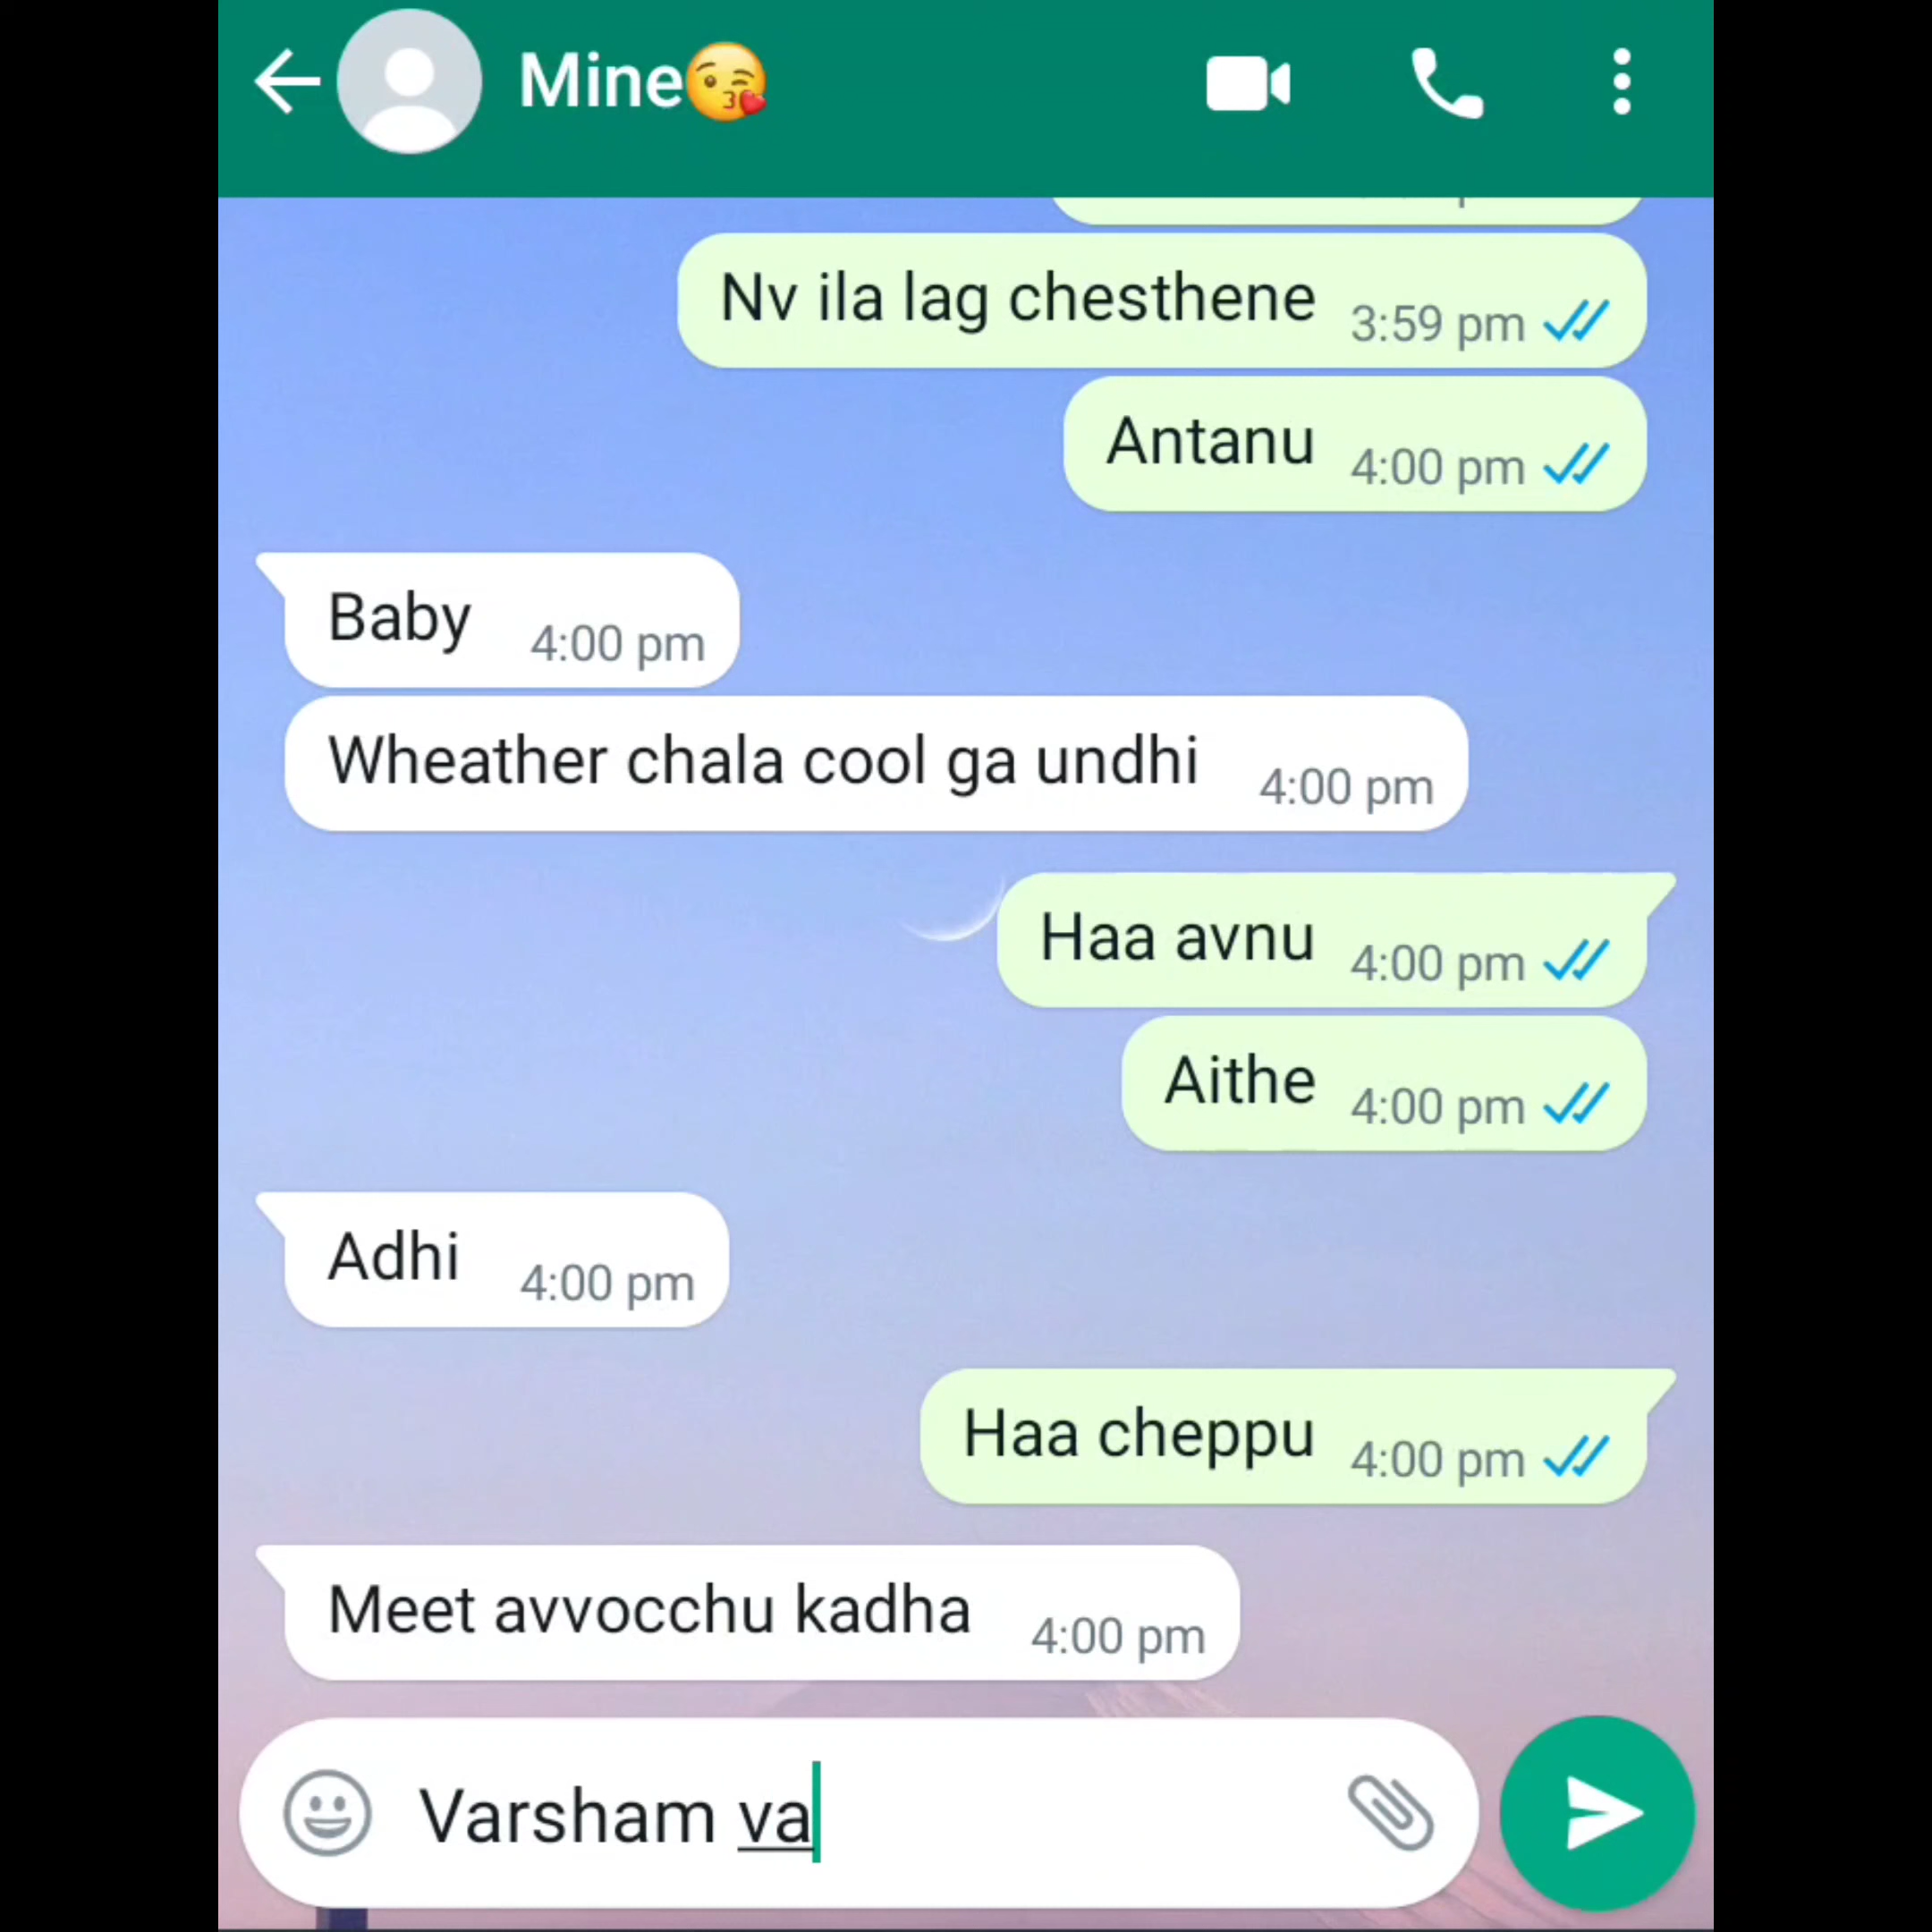 Mine😘
Nv ila lag chesthene 3:59 pm
Antanu 4:00 pm
Baby 4:00 pm
Wheather chala cool ga undhi 4:00 pm
Haa avnu 4:00 pm
Aithe 4:00 pm
Adhi 4:00 pm
Haa cheppu 4:00 pm
Meet avvocchu kadha 4:00 pm
Varsham va